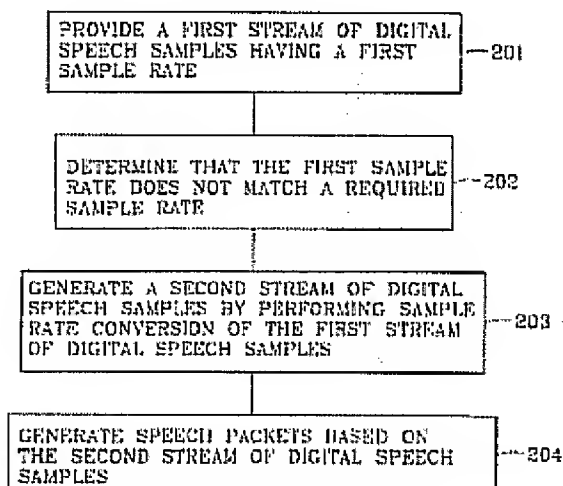 PROVIDE A FIRST STREAM OF DIGITAL
SPEECH SAMPLES HAVING A FIRST
SAMPLE RATE
201
DETERMINE THAT THE FIRST SAMPLE
RATE DOES NOT MATCH A REQUIRED
SAMPLE RATE
202
GENERATE A SECOND STREAM OF DIGITAL
SPEECH SAMPLES BY PERFORMING SAMPLE
RATE CONVERSION OF THE FIRST STREAM
OF DIGITAL SPEECH SAMPLES
203
GENERATE SPEECH PACKETS BASED ON
THE SECOND STREAM OF DIGITAL SPEECH
SAMPLES
204